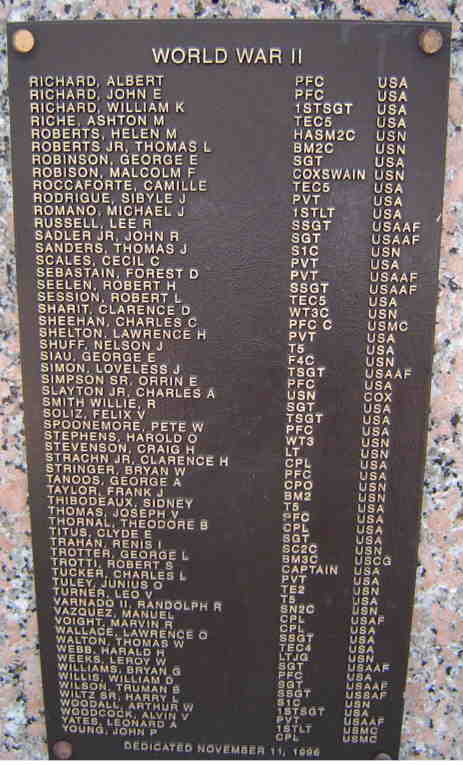 WORLD WAR II
RICHARD, ALBERT PFC USA
RICHARD, JOHN E PFC USA
RICHARD, WILLIAM K 1STSGT USA
RICHE, ASHTON M TEC5 USA
ROBERTS, HELEN M HASM2C USN
ROBERTS JR, THOMAS L BM2C USN
ROBINSON, GEORGE E SGT USA
ROBISON, MALCOLM F COXSWAIN USN
ROCCAFORTE, CAMILLE TEC5 USA
RODRIGUE, SIBYLE J PVT USA
ROMANO, MICHAEL J 1STLT USA
RUSSELL, LEE R SSGT USAAF
SADLER JR, JOHN R SGT USAAF
SANDERS, THOMAS J S1C USN
SCALES, CECIL C PVT USA
SEBASTAIN, FOREST D PVT USAAF
SEELEN, ROBERT H SSGT USAAF
SESSION, ROBERT L TEC5 USA
SHARIT, CLARENCE D WT3C USN
SHEEHAN, CHARLES C PFC C USMC
SHELTON, LAWRENCE H PVT USA
SHUFF, NELSON J T5 USA
SIAU, GEORGE E F4C USN
SIMON, LOVELESS J TSGT USAAF
SIMPSON SR, ORRIN E PFC USA
SLAYTON JR, CHARLES A USN COX
SMITH WILLIE, R SGT USA
SOLIZ, FELIX V TSGT USA
SPOONEMORE, PETE W PFC USA
STEPHENS, HAROLD O WT3 USN
STEVENSON, CRAIG H LT USN
STRACHN JR, CLARENCE H CPL USA
STRINGER, BRYAN V PFC USA
TANOOS, GEORGE A CPO USN
TAYLOR, FRANK J BM2 USN
THIBODEAUX, SIDNEY T5 USA
THOMAS, JOSEPH V PFC USA
THORNAL, THEODORE B CPL USA
TITUS, CLYDE E SGT USA
TRAHAN, RENIS I SC2C USN
TROTTER, GEORGE L BM3C USCG
TROTTI, ROBERT S CAPTAIN USA
TUCKER, CHARLES L PVT USA
TULEY, JUNIUS O TE2 USN
TURNER, LEO V T5 USA
VARNADO II, RANDOLPH R SN2C USN
VAZQUEZ, MANUEL CPL USAF
VOIGHT, MARVIN R CPL USA
WALLACE, LAWRENCE O SSGT USA
WALTON, THOMAS W TEC4 USA
WEBB, HARALD H LTJG USN
WEEKS, LEROY W SGT USAAF
WILLIAMS, BRYAN G PFC USA
WILLIS, WILLIAM C SGT USAAF
WILSON, TRUMAN B SSGT USAAF
WILTZ SR, HARRY L S1C USN
WOODALL, ARTHUR W 1STSGT USA
WOODCOCK, ALVIN V PVT USAAF
YATES, LEONARD A 1STLT USMC
YOUNG, JOHN P CPL USMC
DEDICATED NOVEMBER 11, 1996